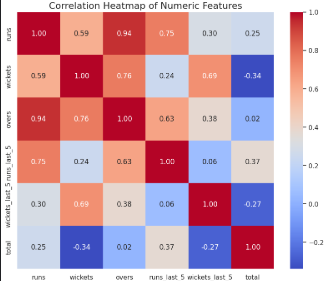 Correlation Heatmap of Numeric Features
runs 1.00 0.59 0.94 0.75 0.30 0.25
wickets 0.59 1.00 0.76 0.24 0.69 -0.34
overs 0.94 0.76 1.00 0.63 0.38 0.02
runs_last_5 0.75 0.24 0.63 1.00 0.06 0.37
wickets_last_5 0.30 0.69 0.38 0.06 1.00 -0.27
total 0.25 -0.34 0.02 0.37 -0.27 1.00
runs wickets overs runs_last_5 wickets_last_5 total
1.0
0.8
0.6
0.4
0.2
0.0
−0.2